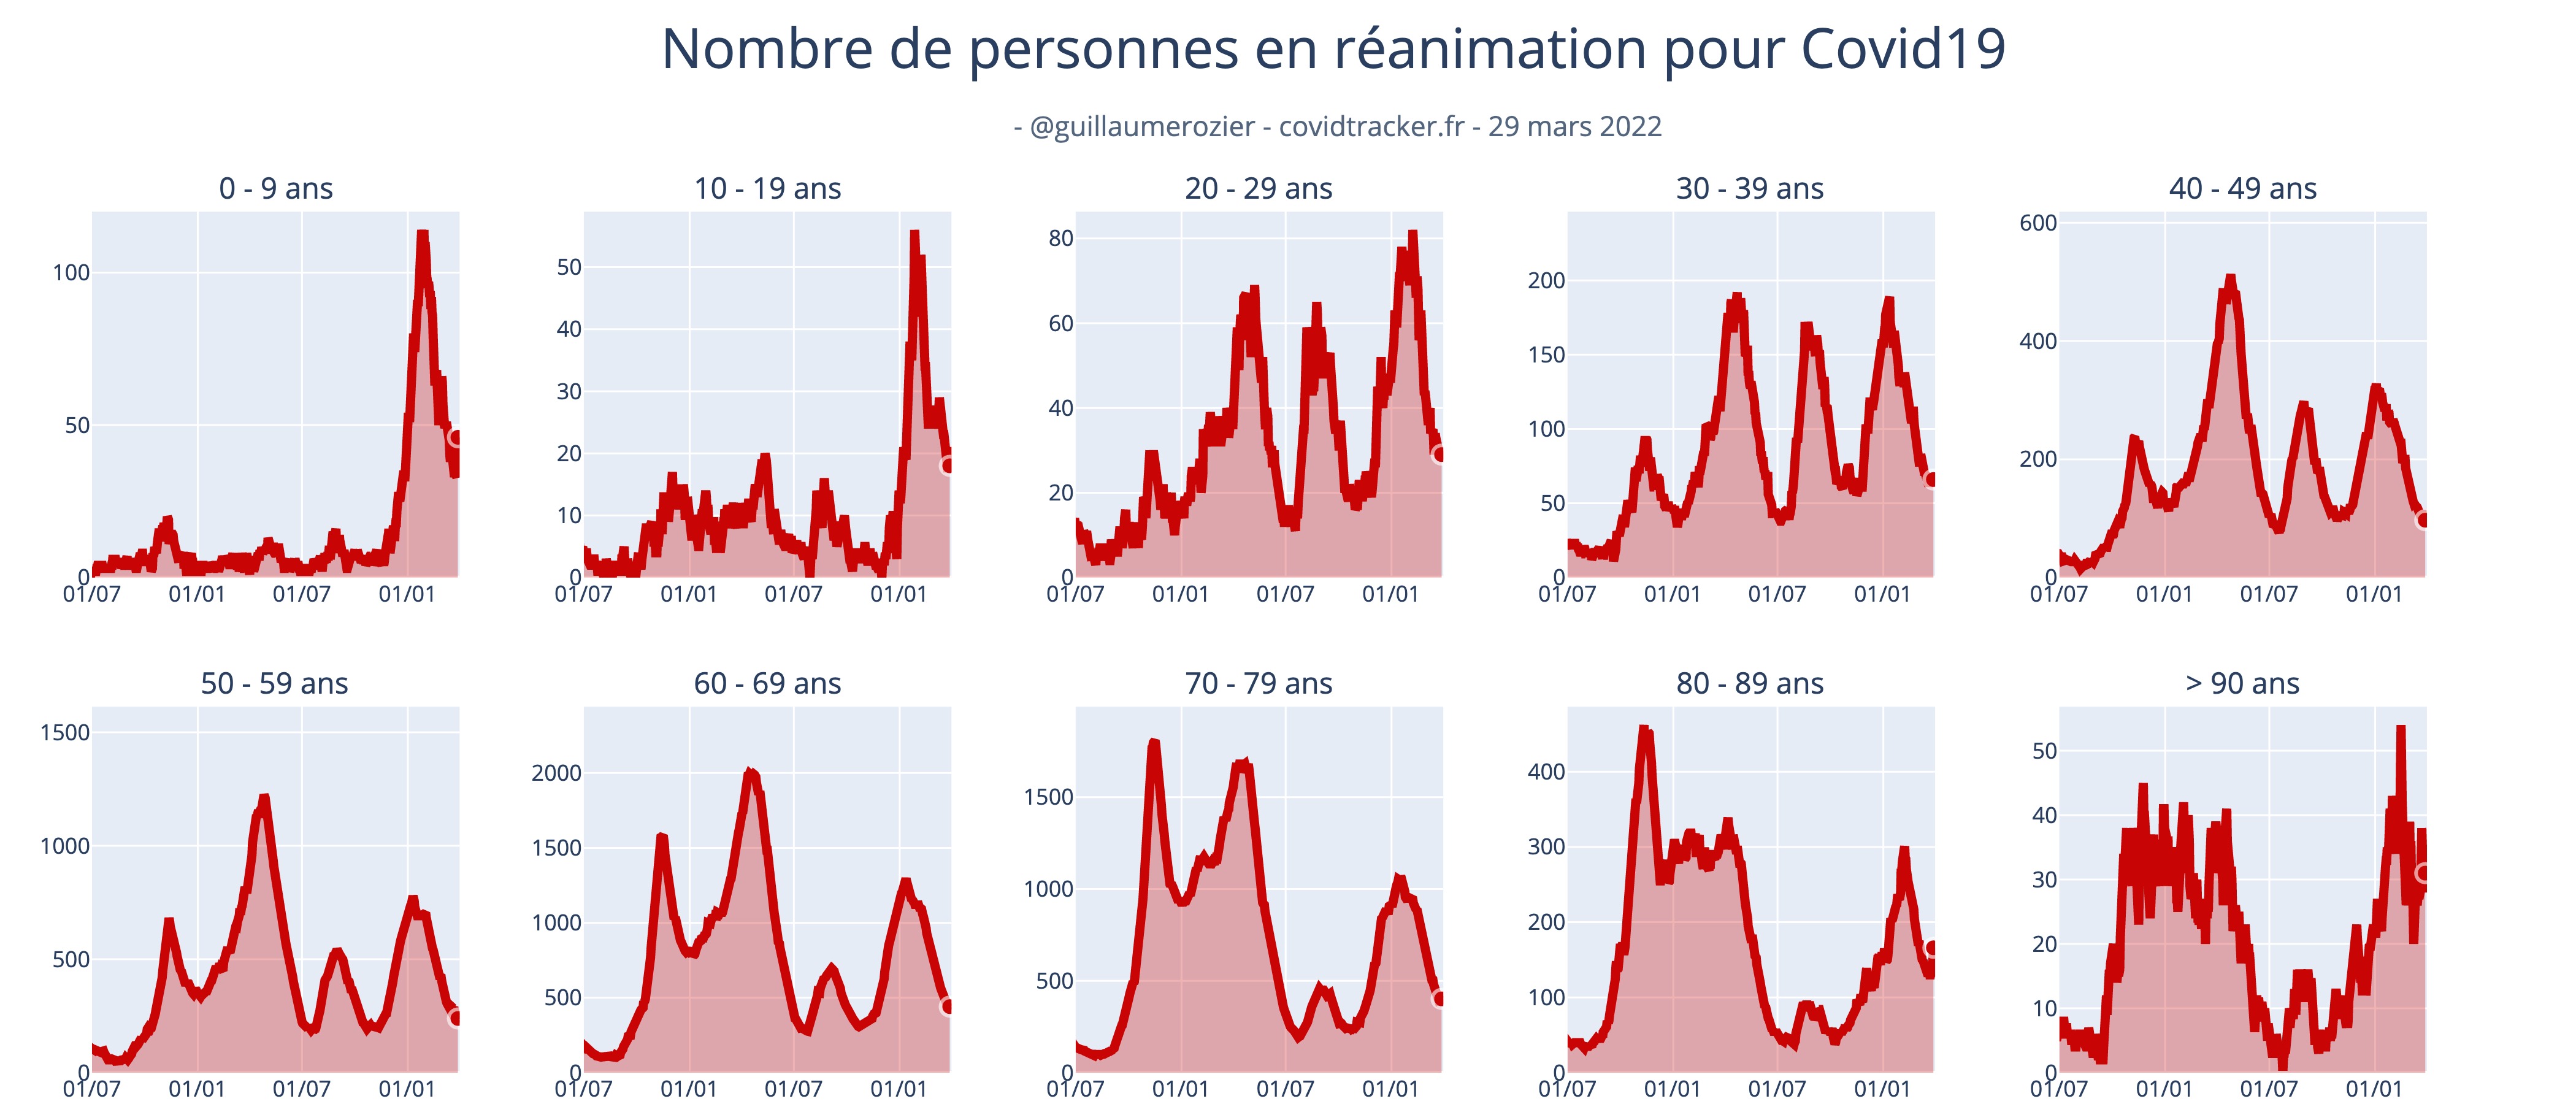 Nombre de personnes en réanimation pour Covid19
- @guillaumerozier - covidtracker.fr - 29 mars 2022
0 - 9 ans
10 - 19 ans
20 - 29 ans
30 - 39 ans
40 - 49 ans
100
50
0
01/07 01/01 01/07 01/01
50
40
30
20
10
0
01/07 01/01 01/07 01/01
80
60
40
20
0
01/07 01/01 01/07 01/01
200
150
100
50
0
01/07 01/01 01/07 01/01
600
400
200
0
01/07 01/01 01/07 01/01
50 - 59 ans
60 - 69 ans
70 - 79 ans
80 - 89 ans
> 90 ans
1500
1000
500
0
01/07 01/01 01/07 01/01
2000
1500
1000
500
0
01/07 01/01 01/07 01/01
1500
1000
500
0
01/07 01/01 01/07 01/01
400
300
200
100
0
01/07 01/01 01/07 01/01
50
40
30
20
10
0
01/07 01/01 01/07 01/01